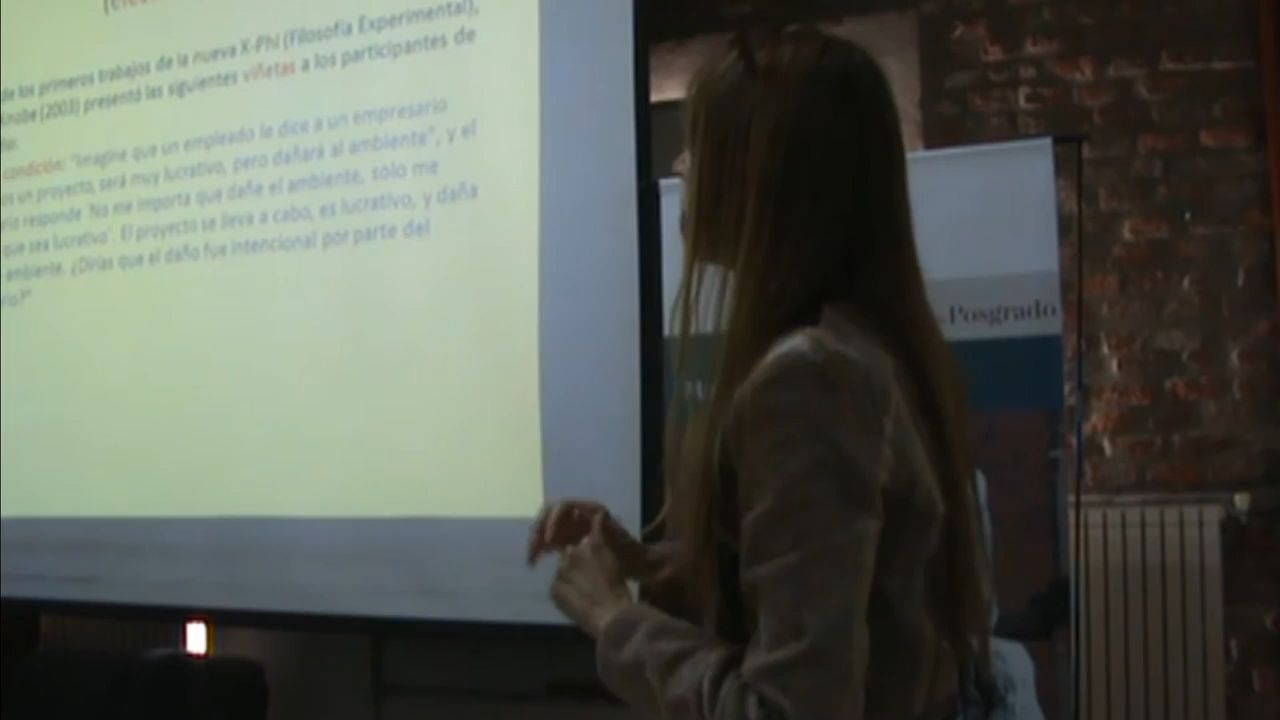 de los primeros trabajos de la nueva X-Phi (Filosofía Experimental),
Knobe (2003) presentó las siguientes viñetas a los participantes de
condición: "Imagine que un empleado le dice a un empresario
un proyecto, será muy lucrativo, pero dañará al ambiente", y el
responde ´No me importa que dañe el ambiente, solo me
que sea lucrativo´. El proyecto se lleva a cabo, es lucrativo, y daña
ambiente. ¿Dirías que el daño fue intencional por parte del
Posgrado